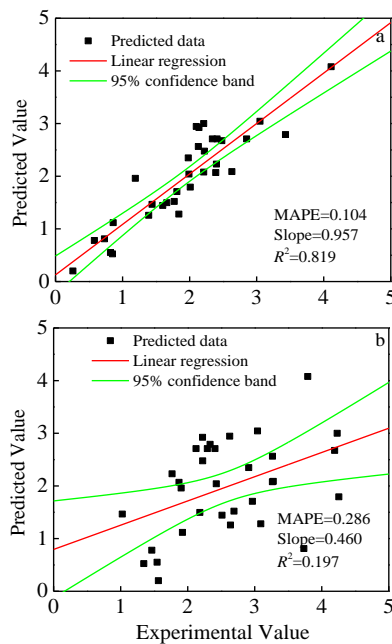 5
4
3
2
1
0
Predicted Value
Predicted data
Linear regression
95% confidence band
a
MAPE=0.104
Slope=0.957
R²=0.819
0 1 2 3 4 5
5
4
3
2
1
0
Predicted Value
Predicted data
Linear regression
95% confidence band
b
MAPE=0.286
Slope=0.460
R²=0.197
0 1 2 3 4 5
Experimental Value